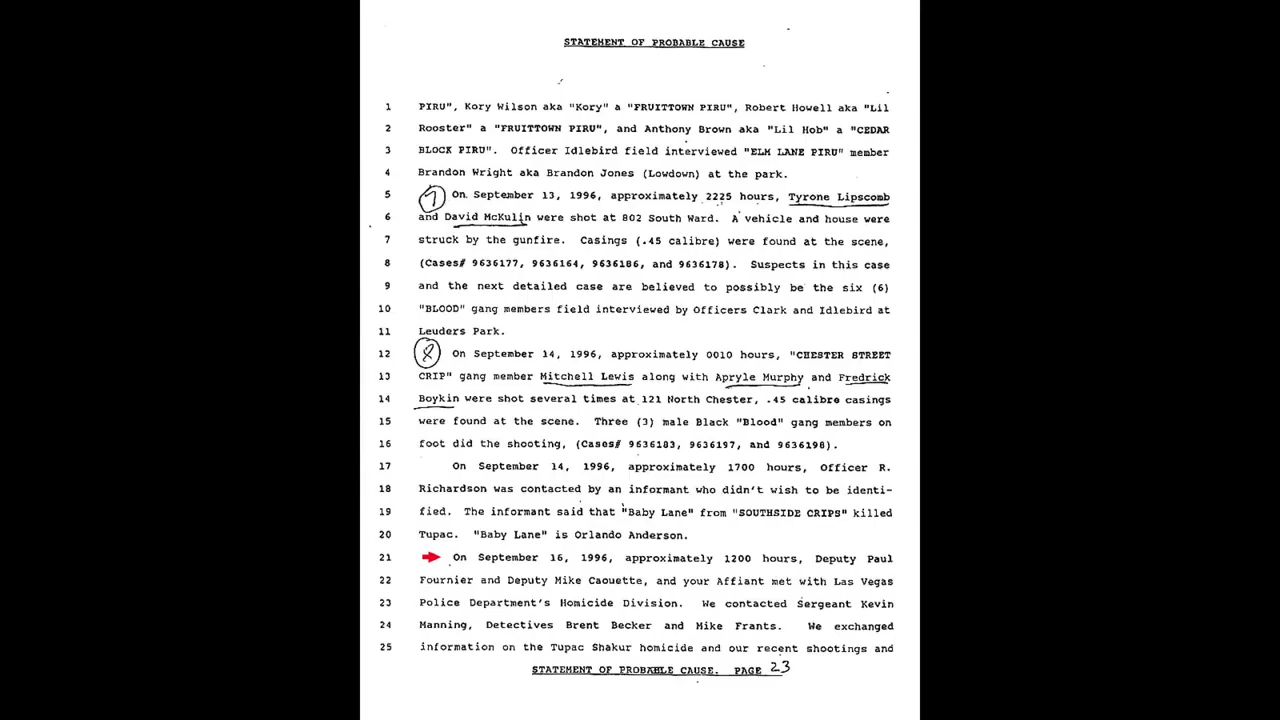 STATEMENT OF PROBABLE CAUSE
1 PIRU", Kory Wilson aka "Kory" a "FRUITTOWN PIRU", Robert Howell aka "Lil
2 Rooster" a "FRUITTOWN PIRU", and Anthony Brown aka "Lil Hob" a "CEDAR
3 BLOCK PIRU". Officer Idlebird field interviewed "ELM LANE PIRU" member
4 Brandon Wright aka Brandon Jones (Lowdown) at the park.
5 7 On September 13, 1996, approximately 2225 hours, Tyrone Lipscomb
6 and David McKulin were shot at 802 South Ward. A vehicle and house were
7 struck by the gunfire. Casings (.45 calibre) were found at the scene,
8 (Cases# 9636177, 9636164, 9636186, and 9636178). Suspects in this case
9 and the next detailed case are believed to possibly be the six (6)
10 "BLOOD" gang members field interviewed by Officers Clark and Idlebird at
11 Leuders Park.
12 8 On September 14, 1996, approximately 0010 hours, "CHESTER STREET
13 CRIP" gang member Mitchell Lewis along with Apryle Murphy and Fredrick
14 Boykin were shot several times at 121 North Chester, .45 calibre casings
15 were found at the scene. Three (3) male Black "Blood" gang members on
16 foot did the shooting, (Cases# 9636183, 9636197, and 9636198).
17 On September 14, 1996, approximately 1700 hours, Officer R.
18 Richardson was contacted by an informant who didn't wish to be identi-
19 fied. The informant said that "Baby Lane" from "SOUTHSIDE CRIPS" killed
20 Tupac. "Baby Lane" is Orlando Anderson.
21 On September 16, 1996, approximately 1200 hours, Deputy Paul
22 Fournier and Deputy Mike Caouette, and your Affiant met with Las Vegas
23 Police Department's Homicide Division. We contacted Sergeant Kevin
24 Manning, Detectives Brent Becker and Mike Frants. We exchanged
25 information on the Tupac Shakur homicide and our recent shootings and
STATEMENT OF PROBABLE CAUSE. PAGE 23